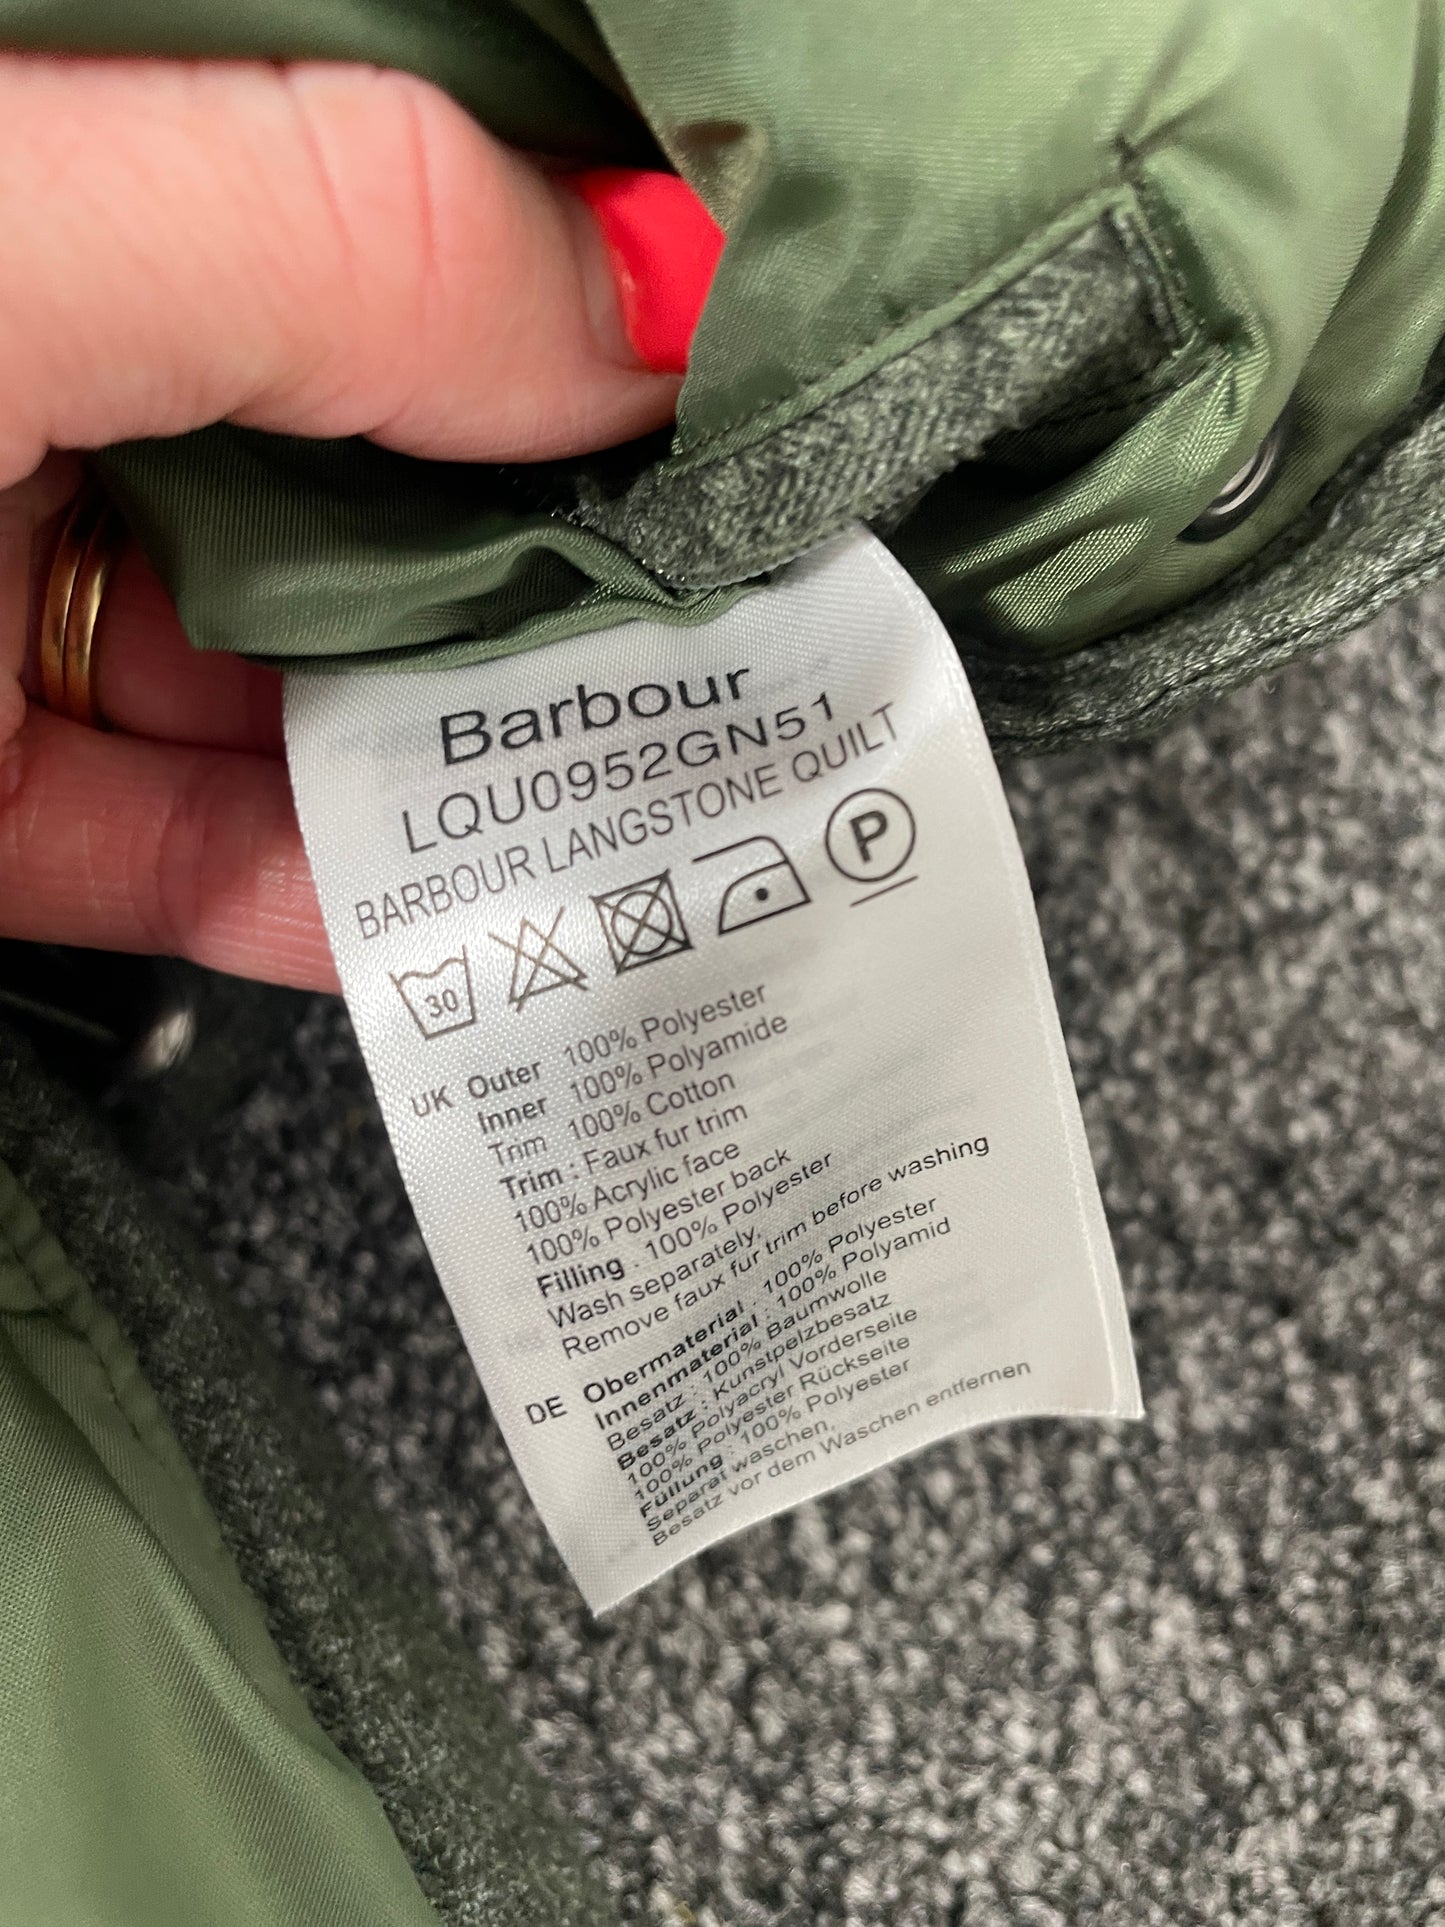 Barbour
LQU0952GN51
BARBOUR LANGSTONE QUILT
30 P
UK Outer 100% Polyester
Inner 100% Polyamide
Trim 100% Cotton
Trim : Faux fur trim
100% Acrylic face
100% Polyester back
Filling : 100% Polyester
Wash separately,
Remove faux fur trim before washing
DE Obermaterial : 100% Polyester
Innenmaterial : 100% Polyamid
Besatz : 100% Baumwolle
Besatz : Kunstpelzbesatz
100% Polyacryl Vorderseite
100% Polyester Rückseite
Füllung : 100% Polyester
Separat waschen,
Besatz vor dem Waschen entfernen